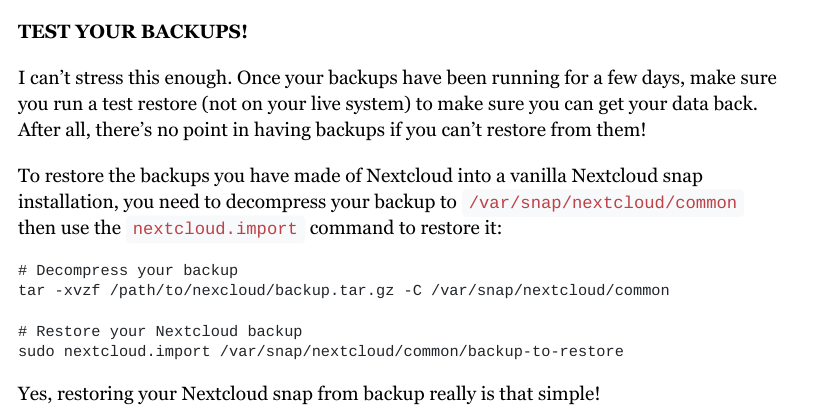 TEST YOUR BACKUPS!
I can’t stress this enough. Once your backups have been running for a few days, make sure
you run a test restore (not on your live system) to make sure you can get your data back.
After all, there’s no point in having backups if you can’t restore from them!
To restore the backups you have made of Nextcloud into a vanilla Nextcloud snap
installation, you need to decompress your backup to /var/snap/nextcloud/common
then use the nextcloud.import command to restore it:
# Decompress your backup
tar -xvzf /path/to/nexcloud/backup.tar.gz -C /var/snap/nextcloud/common
# Restore your Nextcloud backup
sudo nextcloud.import /var/snap/nextcloud/common/backup-to-restore
Yes, restoring your Nextcloud snap from backup really is that simple!